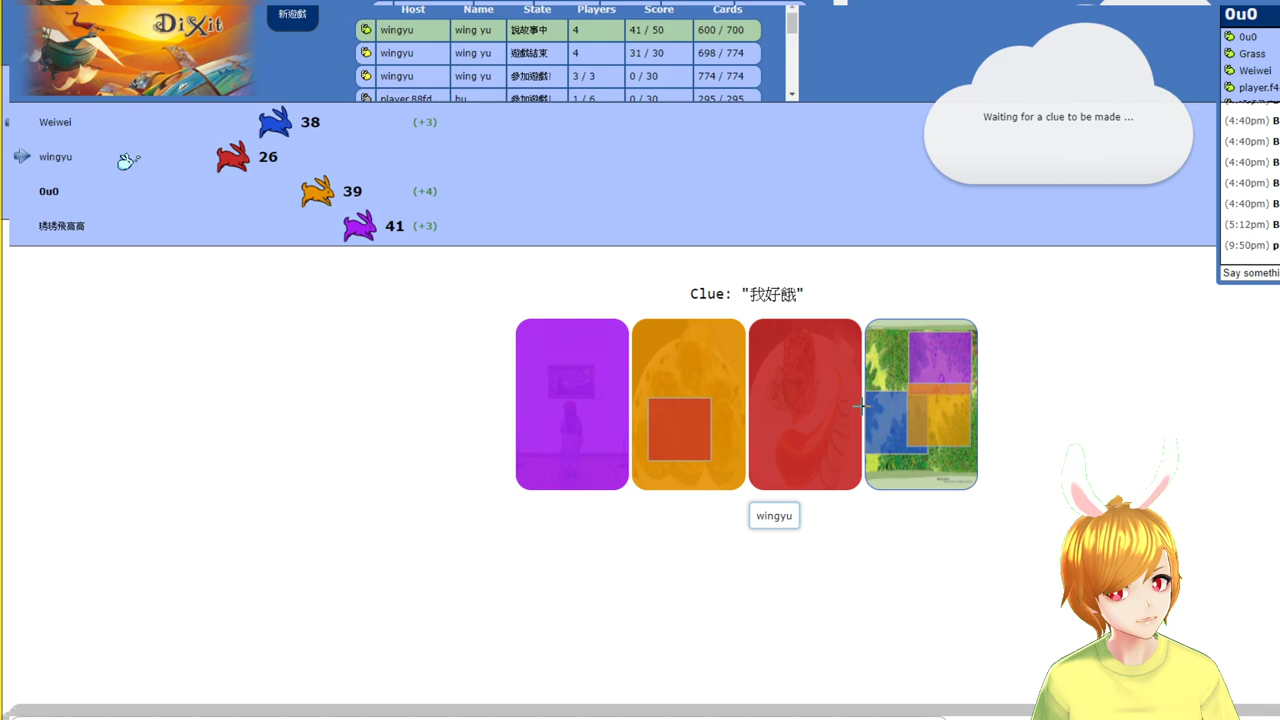 DiXit
新遊戲
Host Name State Players Score Cards
wingyu wing yu 說故事中 4 41 / 50 600 / 700
wingyu wing yu 遊戲結束 4 31 / 30 698 / 774
wingyu wing yu 參加遊戲! 3 / 3 0 / 30 774 / 774
player.88fd hu 參加遊戲! 1 / 6 0 / 30 295 / 295
Waiting for a clue to be made ...
0u0
0u0
Grass
Weiwei
player.f4
(4:40pm) B
(4:40pm) B
(4:40pm) B
(4:40pm) B
(4:40pm) B
(5:12pm) B
(9:50pm) p
Say somethi
Weiwei 38 (+3)
wingyu 26
0u0 39 (+4)
琇琇飛高高 41 (+3)
Clue: "我好餓"
wingyu